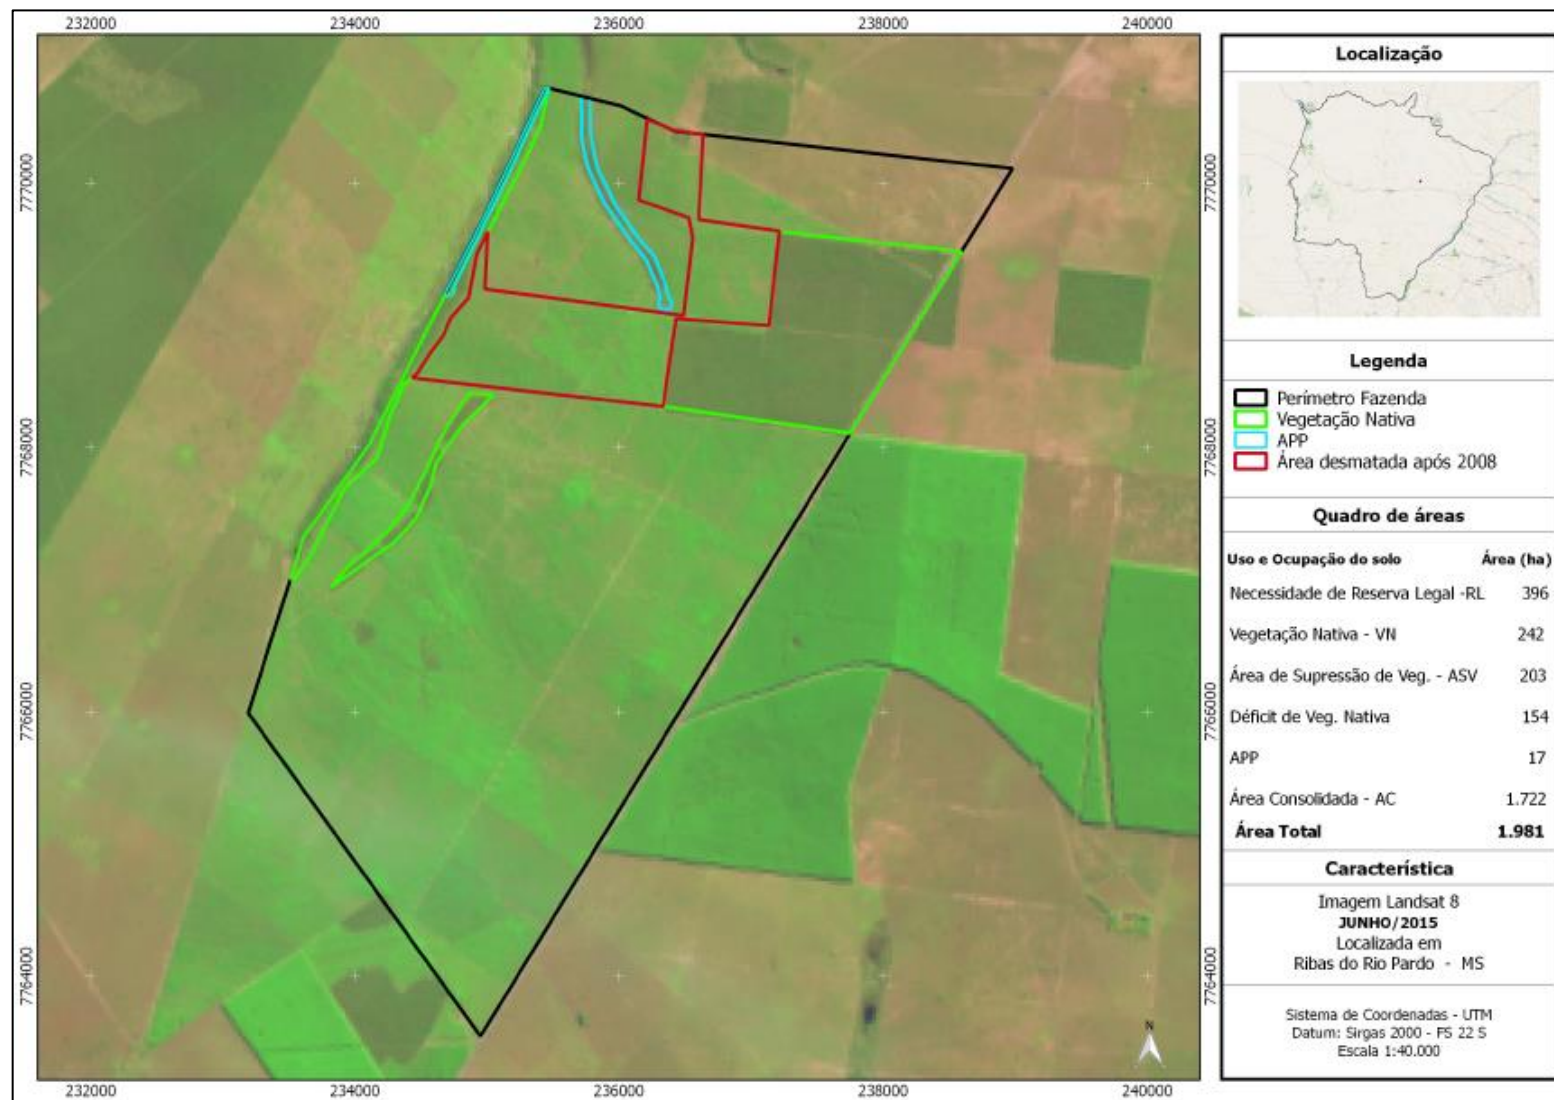 232000 234000 236000 238000 240000
7770000 7770000
7768000 7768000
7766000 7766000
7764000 7764000
N
232000 234000 236000 238000 240000
Localização
Legenda
Perímetro Fazenda
Vegetação Nativa
APP
Área desmatada após 2008
Quadro de áreas
Uso e Ocupação do solo Área (ha)
Necessidade de Reserva Legal -RL 396
Vegetação Nativa - VN 242
Área de Supressão de Veg. - ASV 203
Déficit de Veg. Nativa 154
APP 17
Área Consolidada - AC 1.722
Área Total 1.981
Característica
Imagem Landsat 8
JUNHO/2015
Localizada em
Ribas do Rio Pardo - MS
Sistema de Coordenadas - UTM
Datum: Sirgas 2000 - FS 22 S
Escala 1:40.000